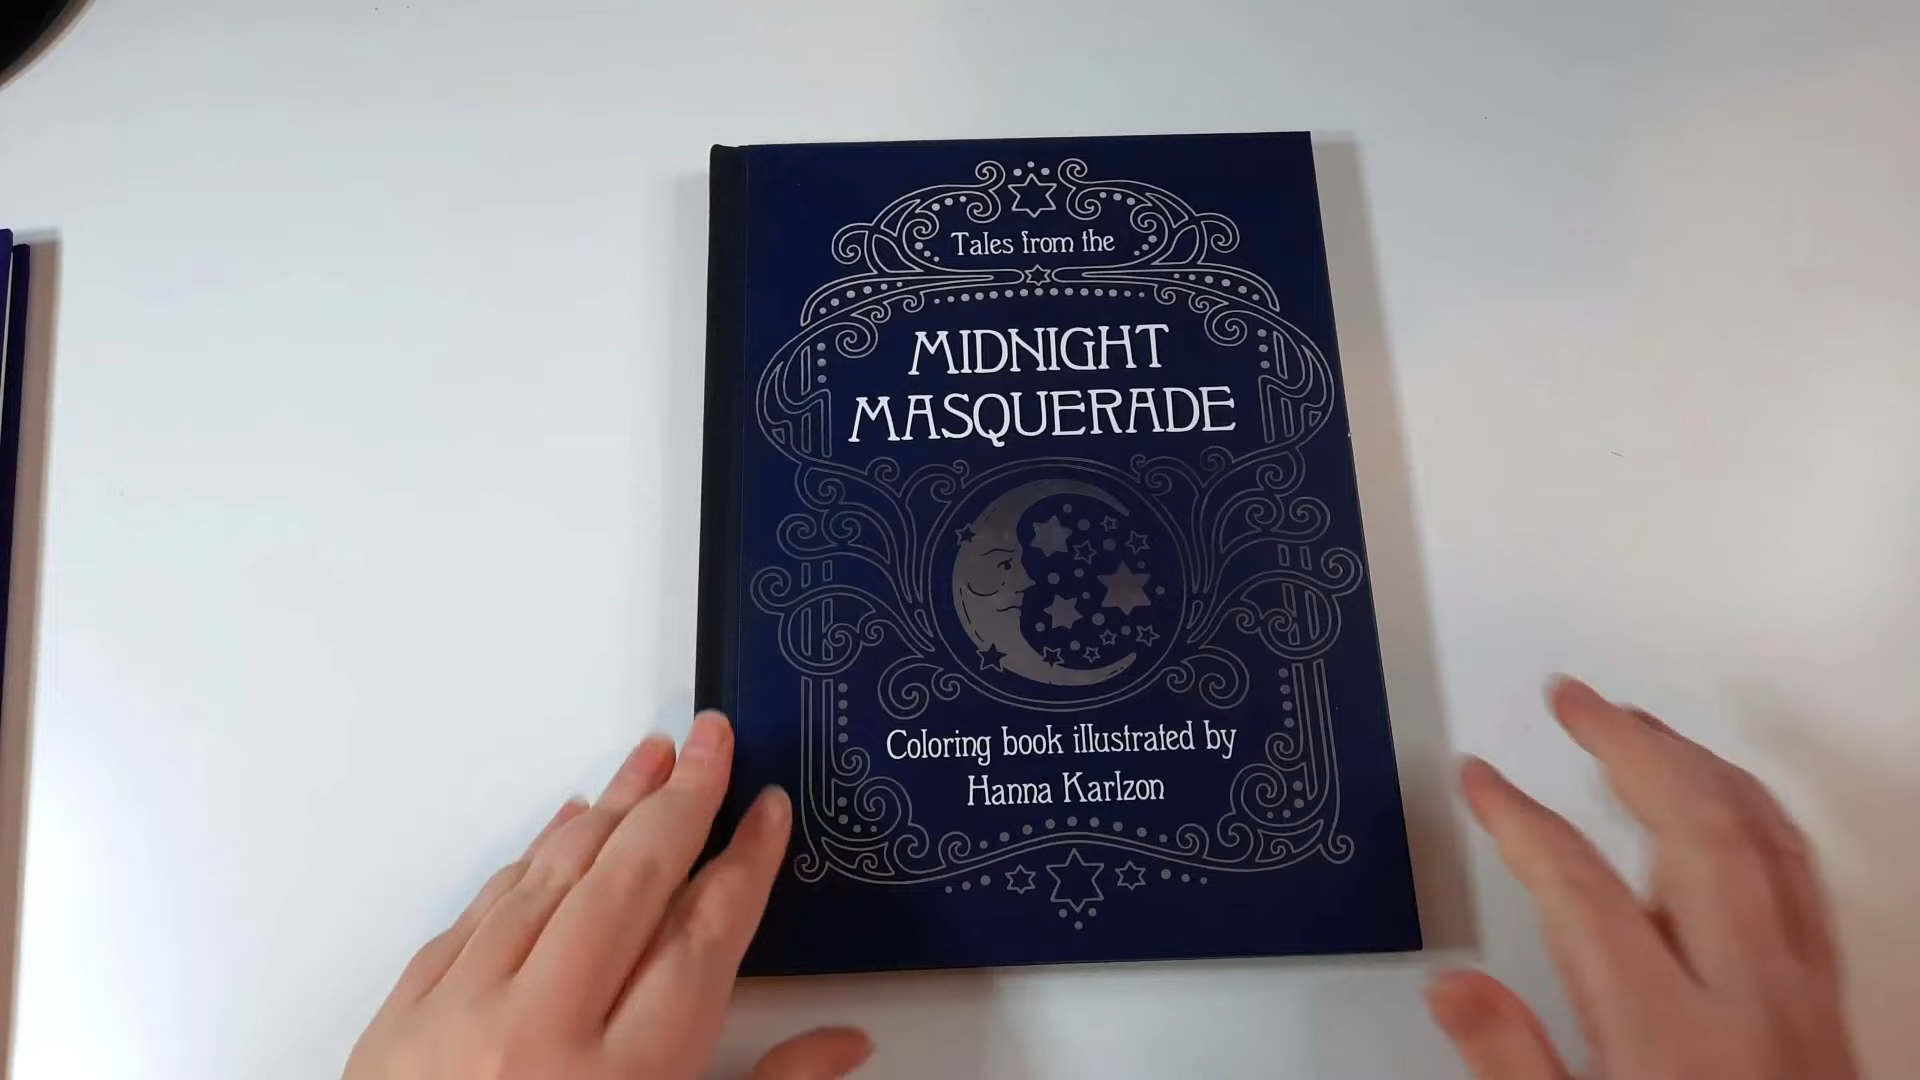 Tales from the
MIDNIGHT
MASQUERADE
Coloring book illustrated by
Hanna Karlzon